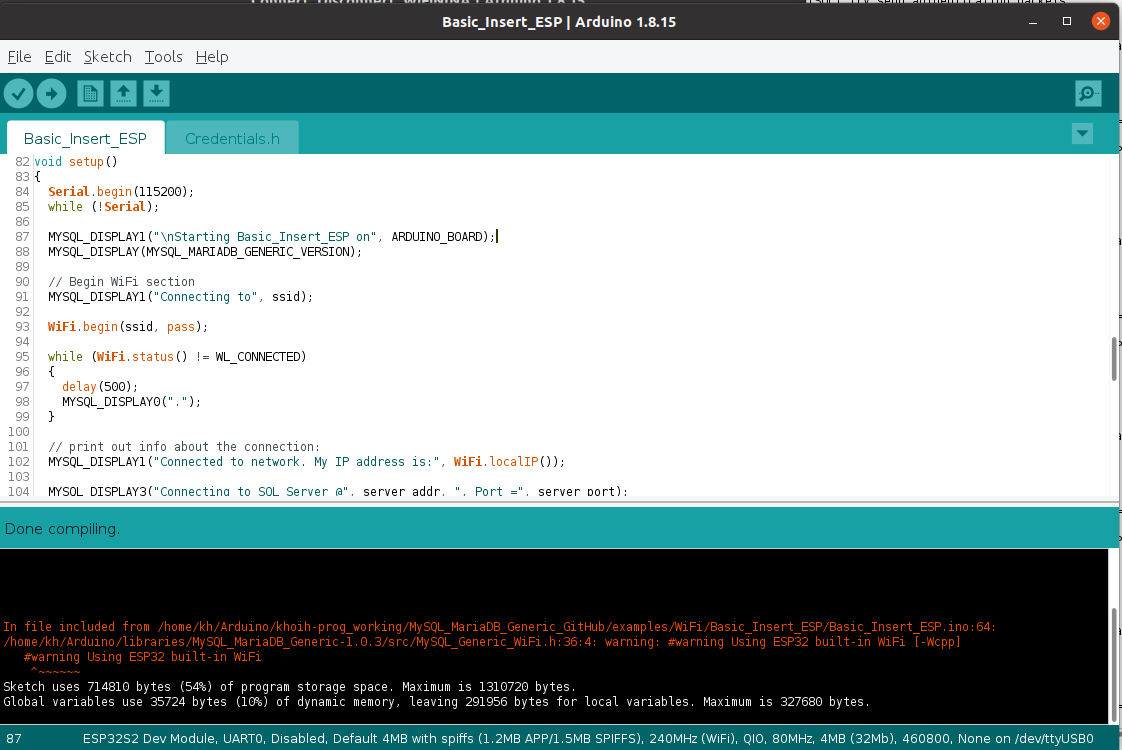 Basic_Insert_ESP | Arduino 1.8.15
File Edit Sketch Tools Help
Basic_Insert_ESP Credentials.h
82 void setup()
83 {
84 Serial.begin(115200);
85 while (!Serial);
86
87 MYSQL_DISPLAY1("\nStarting Basic_Insert_ESP on", ARDUINO_BOARD);
88 MYSQL_DISPLAY(MYSQL_MARIADB_GENERIC_VERSION);
89
90 // Begin WiFi section
91 MYSQL_DISPLAY1("Connecting to", ssid);
92
93 WiFi.begin(ssid, pass);
94
95 while (WiFi.status() != WL_CONNECTED)
96 {
97 delay(500);
98 MYSQL_DISPLAY0(".");
99 }
100
101 // print out info about the connection:
102 MYSQL_DISPLAY1("Connected to network. My IP address is:", WiFi.localIP());
103
104 MYSQL_DISPLAY3("Connecting to SQL Server @", server_addr, ", Port =", server_port);
Done compiling.
In file included from /home/kh/Arduino/khoih-prog_working/MySQL_MariaDB_Generic_GitHub/examples/WiFi/Basic_Insert_ESP/Basic_Insert_ESP.ino:64:
/home/kh/Arduino/libraries/MySQL_MariaDB_Generic-1.0.3/src/MySQL_Generic_WiFi.h:36:4: warning: #warning Using ESP32 built-in WiFi [-Wcpp]
#warning Using ESP32 built-in WiFi
^~~~~~~
Sketch uses 714810 bytes (54%) of program storage space. Maximum is 1310720 bytes.
Global variables use 35724 bytes (10%) of dynamic memory, leaving 291956 bytes for local variables. Maximum is 327680 bytes.
87 ESP32S2 Dev Module, UART0, Disabled, Default 4MB with spiffs (1.2MB APP/1.5MB SPIFFS), 240MHz (WiFi), QIO, 80MHz, 4MB (32Mb), 460800, None on /dev/ttyUSB0